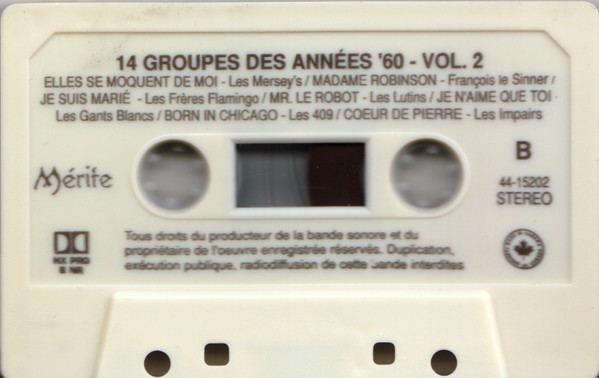 14 GROUPES DES ANNÉES '60 - VOL. 2
ELLES SE MOQUENT DE MOI - Les Mersey's / MADAME ROBINSON - François le Sinner /
JE SUIS MARIÉ - Les Frères Flamingo / MR. LE ROBOT - Les Lutins / JE N'AIME QUE TOI -
Les Gants Blancs / BORN IN CHICAGO - Les 409 / COEUR DE PIERRE - Les Impairs
Mérite
B
44-15202
STEREO
HX PRO
B NR
Tous droits du producteur de la bande sonore et du
propriétaire de l'oeuvre enregistrée réservés. Duplication,
exécution publique, radiodiffusion de cette bande interdites